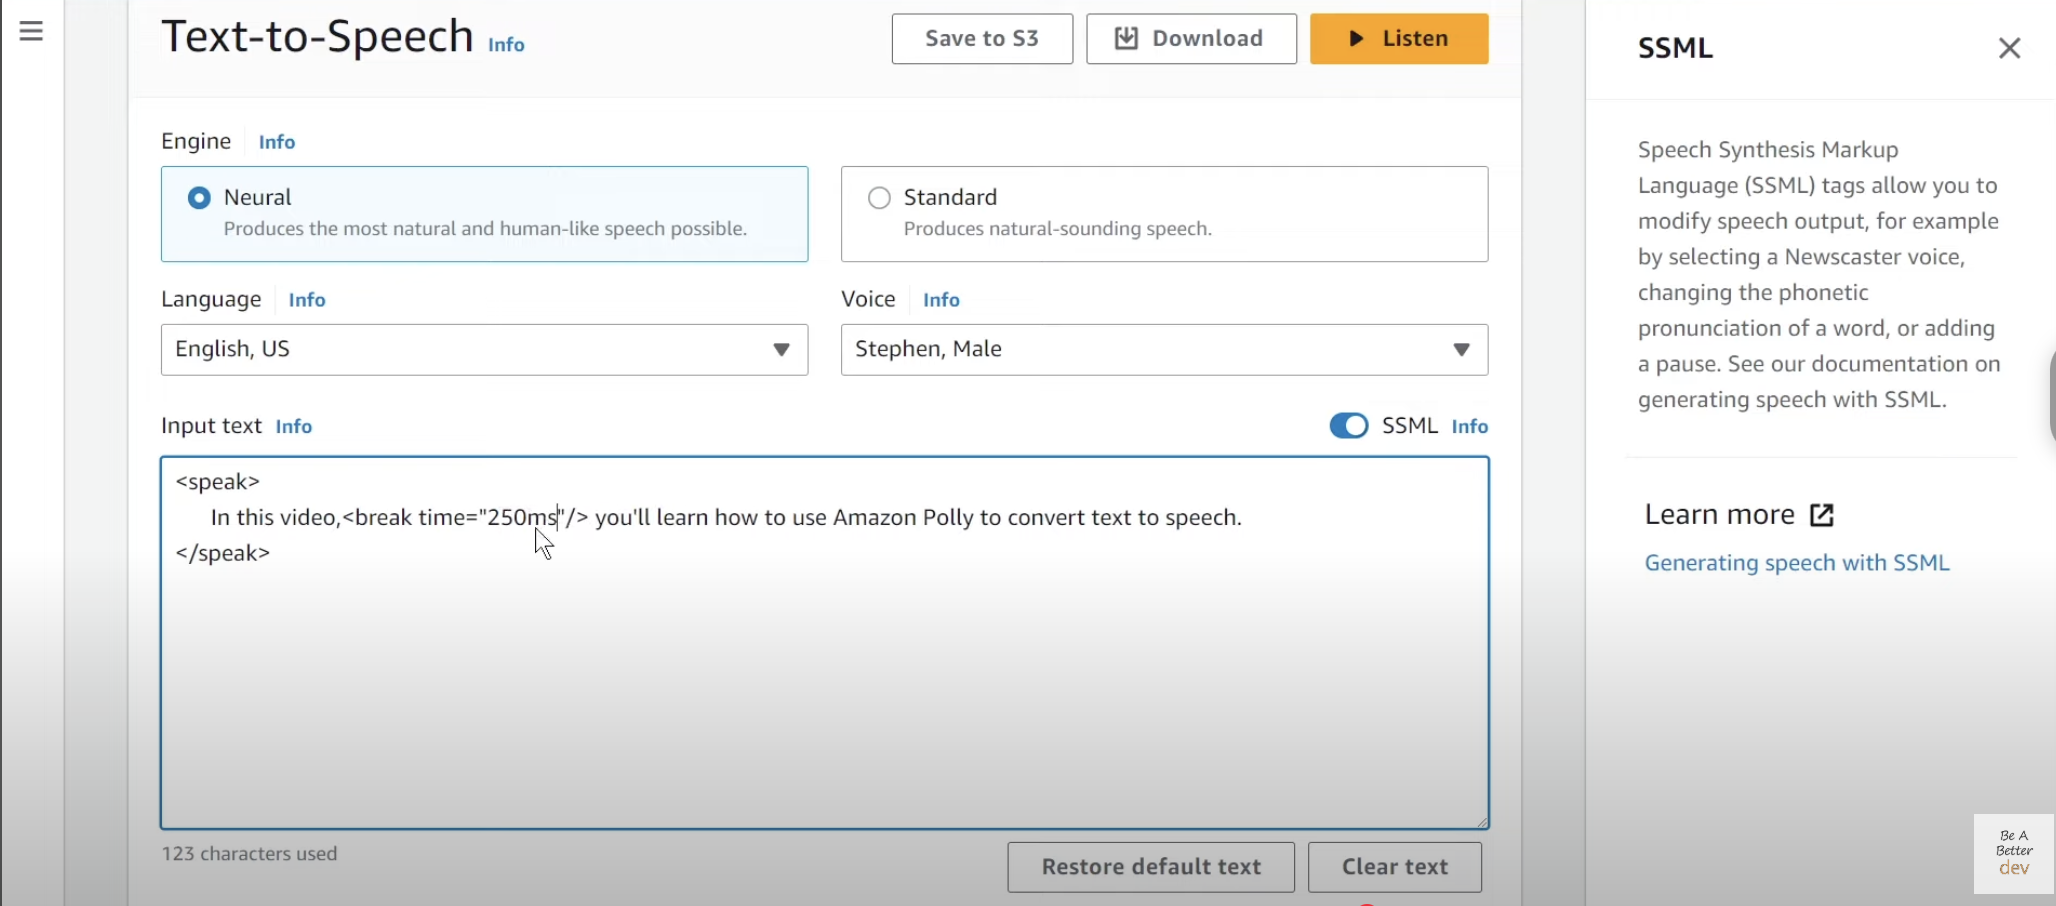 Text-to-Speech Info
Save to S3
Download
Listen
Engine Info
Neural
Produces the most natural and human-like speech possible.
Standard
Produces natural-sounding speech.
Language Info
Voice Info
English, US
Stephen, Male
Input text Info
SSML Info
<speak>
In this video,<break time="250ms"/> you'll learn how to use Amazon Polly to convert text to speech.
</speak>
123 characters used
Restore default text
Clear text
SSML
Speech Synthesis Markup
Language (SSML) tags allow you to
modify speech output, for example
by selecting a Newscaster voice,
changing the phonetic
pronunciation of a word, or adding
a pause. See our documentation on
generating speech with SSML.
Learn more
Generating speech with SSML
Be A
Better
dev